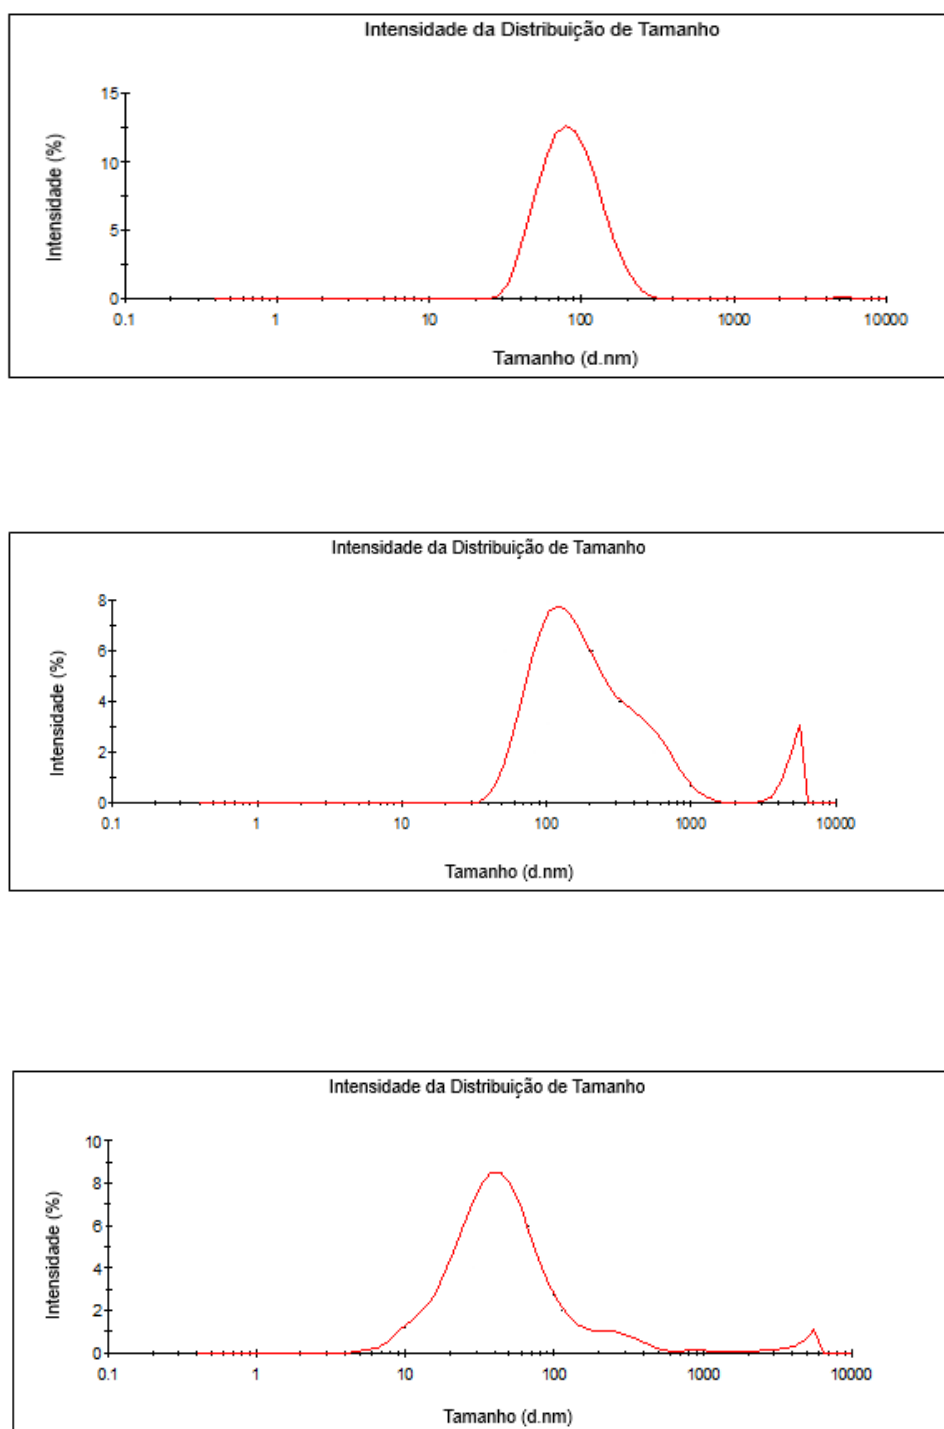 Intensidade da Distribuição de Tamanho
Intensidade (%)
15
10
5
0
0.1 1 10 100 1000 10000
Tamanho (d.nm)
Intensidade da Distribuição de Tamanho
Intensidade (%)
8
6
4
2
0
0.1 1 10 100 1000 10000
Tamanho (d.nm)
Intensidade da Distribuição de Tamanho
Intensidade (%)
10
8
6
4
2
0
0.1 1 10 100 1000 10000
Tamanho (d.nm)